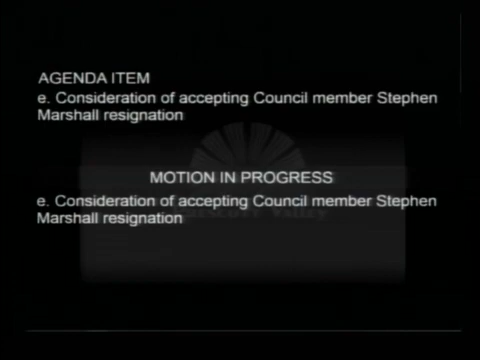 AGENDA ITEM
e. Consideration of accepting Council member Stephen
Marshall resignation
MOTION IN PROGRESS
e. Consideration of accepting Council member Stephen
Marshall resignation
Valley